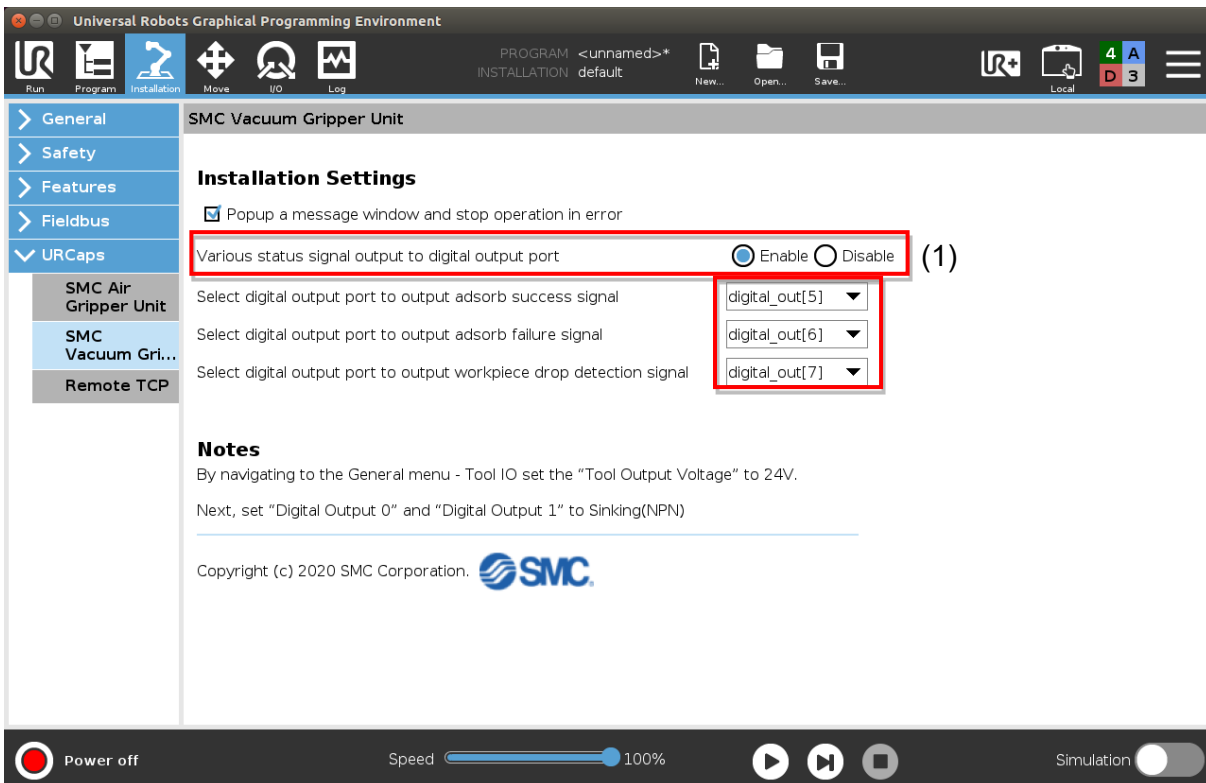 Universal Robots Graphical Programming Environment
UR
Run
Program
Installation
Move
I/O
Log
PROGRAM <unnamed>*
INSTALLATION default
New...
Open...
Save...
UR+
Local
4 A
D 3
General
Safety
Features
Fieldbus
URCaps
SMC Air
Gripper Unit
SMC
Vacuum Gri...
Remote TCP
SMC Vacuum Gripper Unit
Installation Settings
Popup a message window and stop operation in error
Various status signal output to digital output port Enable Disable (1)
Select digital output port to output adsorb success signal digital_out[5]
Select digital output port to output adsorb failure signal digital_out[6]
Select digital output port to output workpiece drop detection signal digital_out[7]
Notes
By navigating to the General menu - Tool IO set the “Tool Output Voltage” to 24V.
Next, set “Digital Output 0” and “Digital Output 1” to Sinking(NPN)
Copyright (c) 2020 SMC Corporation. SMC.
Power off
Speed 100%
Simulation